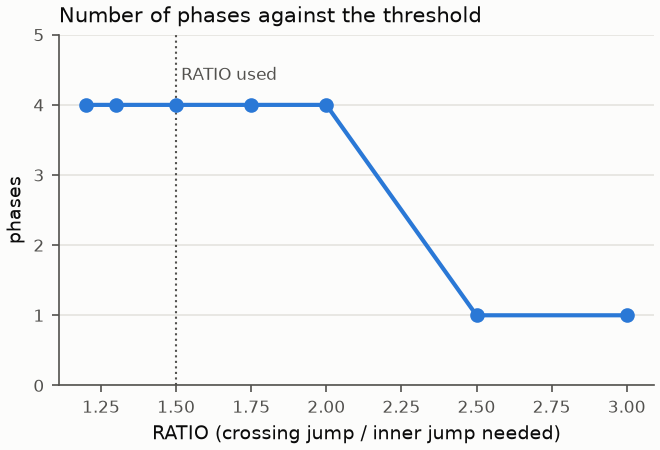 Number of phases against the threshold
5
4
3
2
1
0
phases
RATIO used
1.25 1.50 1.75 2.00 2.25 2.50 2.75 3.00
RATIO (crossing jump / inner jump needed)